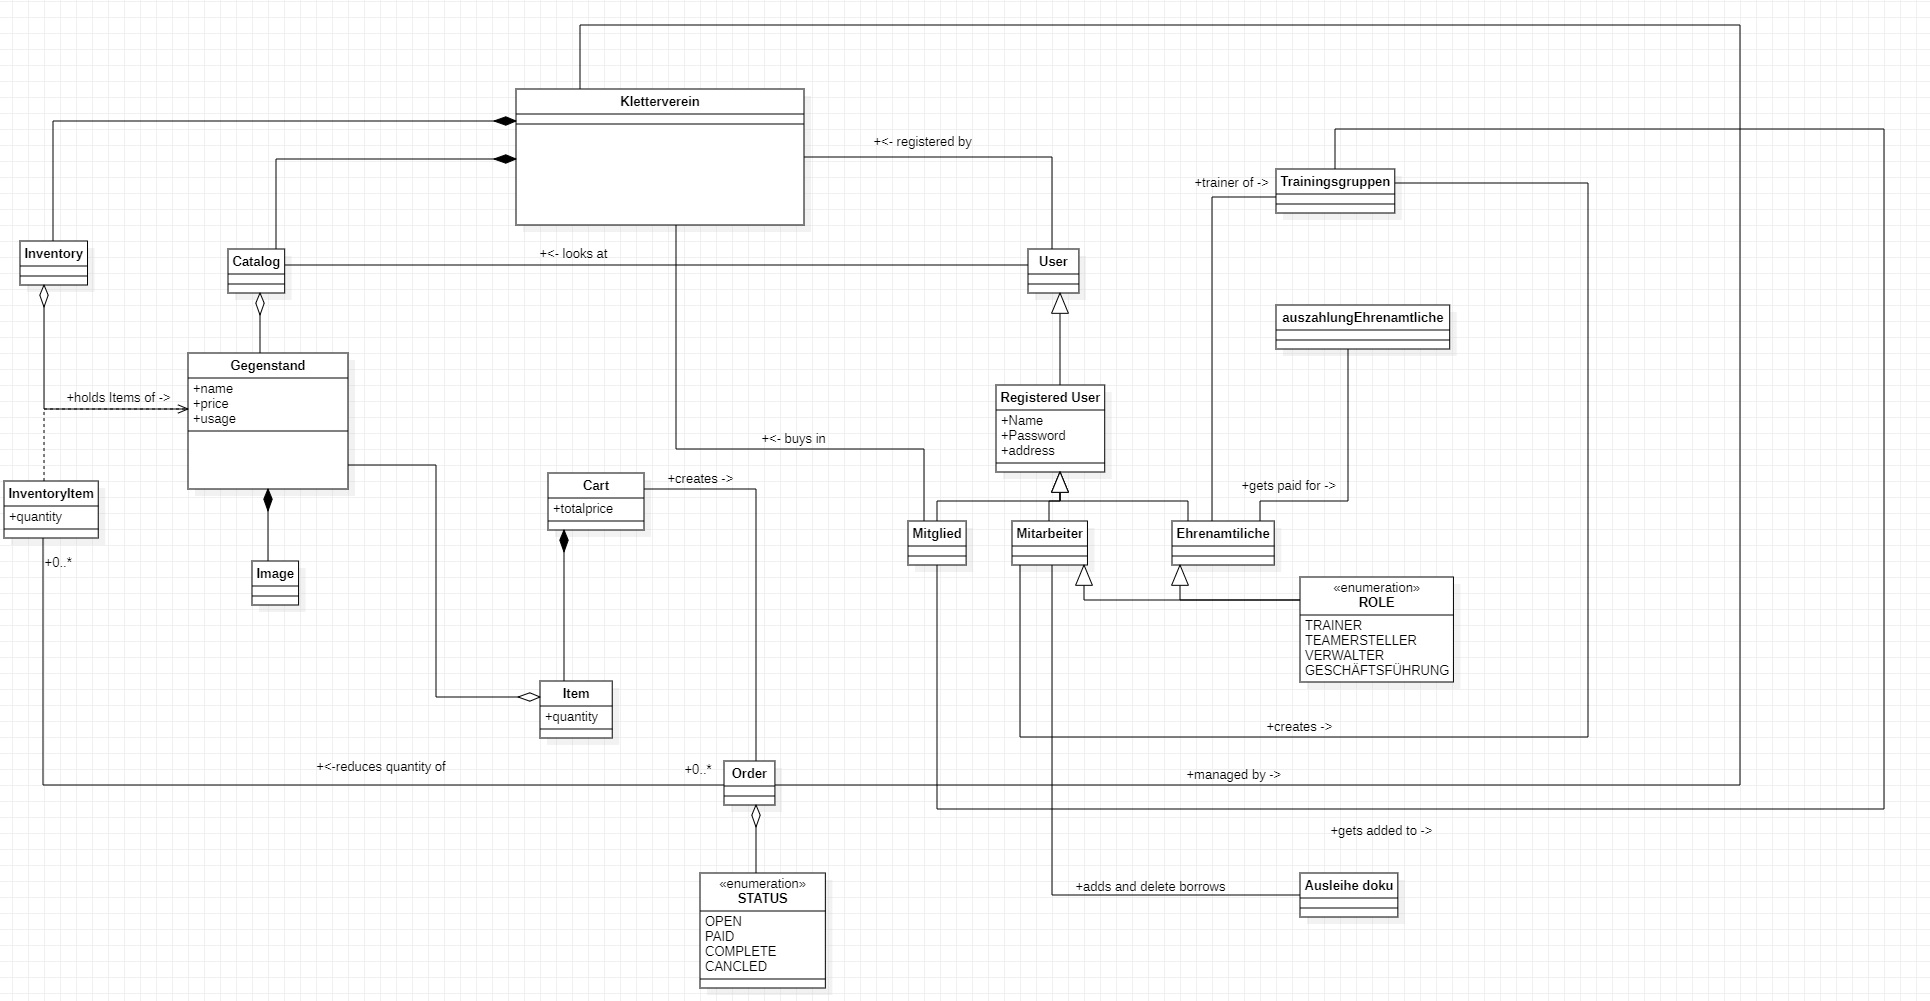 Kletterverein
+<- registered by
+trainer of ->
Trainingsgruppen
Inventory
Catalog
+<- looks at
User
auszahlungEhrenamtliche
Gegenstand
+name
+price
+usage
+holds Items of ->
Registered User
+Name
+Password
+address
+<- buys in
Cart
+totalprice
+creates ->
+gets paid for ->
InventoryItem
+quantity
+0..*
Mitglied
Mitarbeiter
Ehrenamtiliche
Image
«enumeration»
ROLE
TRAINER
TEAMERSTELLER
VERWALTER
GESCHÄFTSFÜHRUNG
Item
+quantity
+creates ->
+<-reduces quantity of
+0..*
Order
+managed by ->
+gets added to ->
«enumeration»
STATUS
OPEN
PAID
COMPLETE
CANCLED
+adds and delete borrows
Ausleihe doku